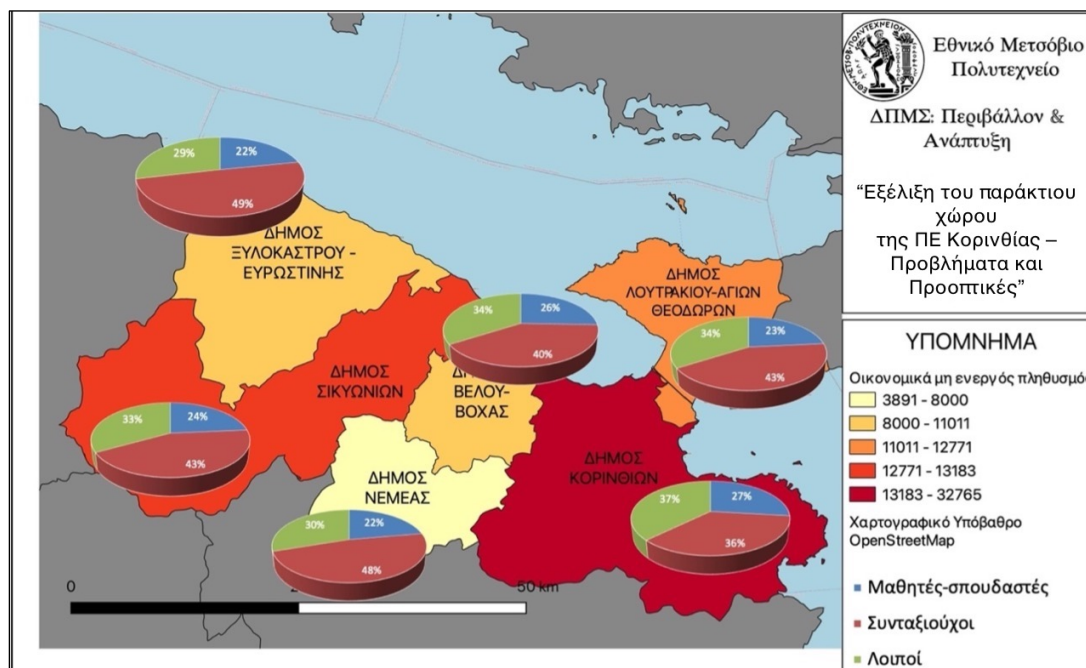 29%
22%
49%
ΔΗΜΟΣ
ΞΥΛΟΚΑΣΤΡΟΥ -
ΕΥΡΩΣΤΙΝΗΣ
ΔΗΜΟΣ
ΛΟΥΤΡΑΚΙΟΥ-ΑΓΙΩΝ
ΘΕΟΔΩΡΩΝ
34%
26%
40%
34%
23%
43%
ΔΗΜΟΣ
ΣΙΚΥΩΝΙΩΝ
ΒΕΛΟΥ-
ΒΟΧΑΣ
33%
24%
43%
ΔΗΜΟΣ
ΝΕΜΕΑΣ
ΔΗΜΟΣ
ΚΟΡΙΝΘΙΩΝ
30%
22%
48%
37%
27%
36%
0
50 km
Εθνικό Μετσόβιο
Πολυτεχνείο
ΔΠΜΣ: Περιβάλλον &
Ανάπτυξη
“Εξέλιξη του παράκτιου
χώρου
της ΠΕ Κορινθίας –
Προβλήματα και
Προοπτικές”
ΥΠΟΜΝΗΜΑ
Οικονομικά μη ενεργός πληθυσμό
3891 - 8000
8000 - 11011
11011 - 12771
12771 - 13183
13183 - 32765
Χαρτογραφικό Υπόβαθρο
OpenStreetMap
Μαθητές-σπουδαστές
Συνταξιούχοι
Λοιποί